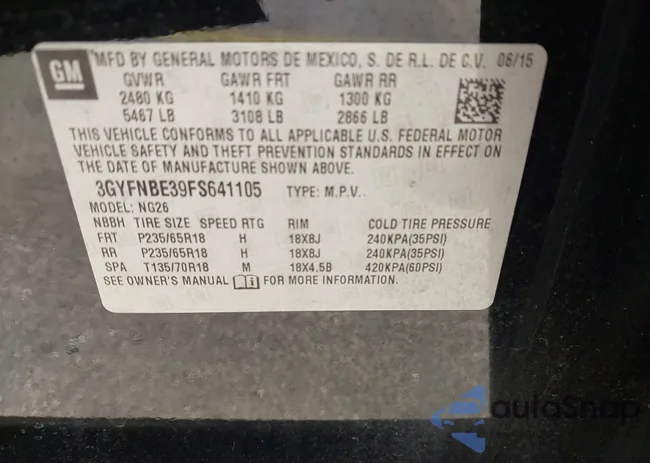 GM
MFD BY GENERAL MOTORS DE MEXICO, S. DE R.L. DE C.V. 06/15
GVWR GAWR FRT GAWR RR
2480 KG 1410 KG 1300 KG
5467 LB 3108 LB 2866 LB
THIS VEHICLE CONFORMS TO ALL APPLICABLE U.S. FEDERAL MOTOR
VEHICLE SAFETY AND THEFT PREVENTION STANDARDS IN EFFECT ON
THE DATE OF MANUFACTURE SHOWN ABOVE.
3GYFNBE39FS641105 TYPE: M.P.V.
MODEL: NG26
NBBH TIRE SIZE SPEED RTG RIM COLD TIRE PRESSURE
FRT P235/65R18 H 18X8J 240KPA(35PSI)
RR P235/65R18 H 18X8J 240KPA(35PSI)
SPA T135/70R18 M 18X4.5B 420KPA(60PSI)
SEE OWNER'S MANUAL FOR MORE INFORMATION.
autoSnap